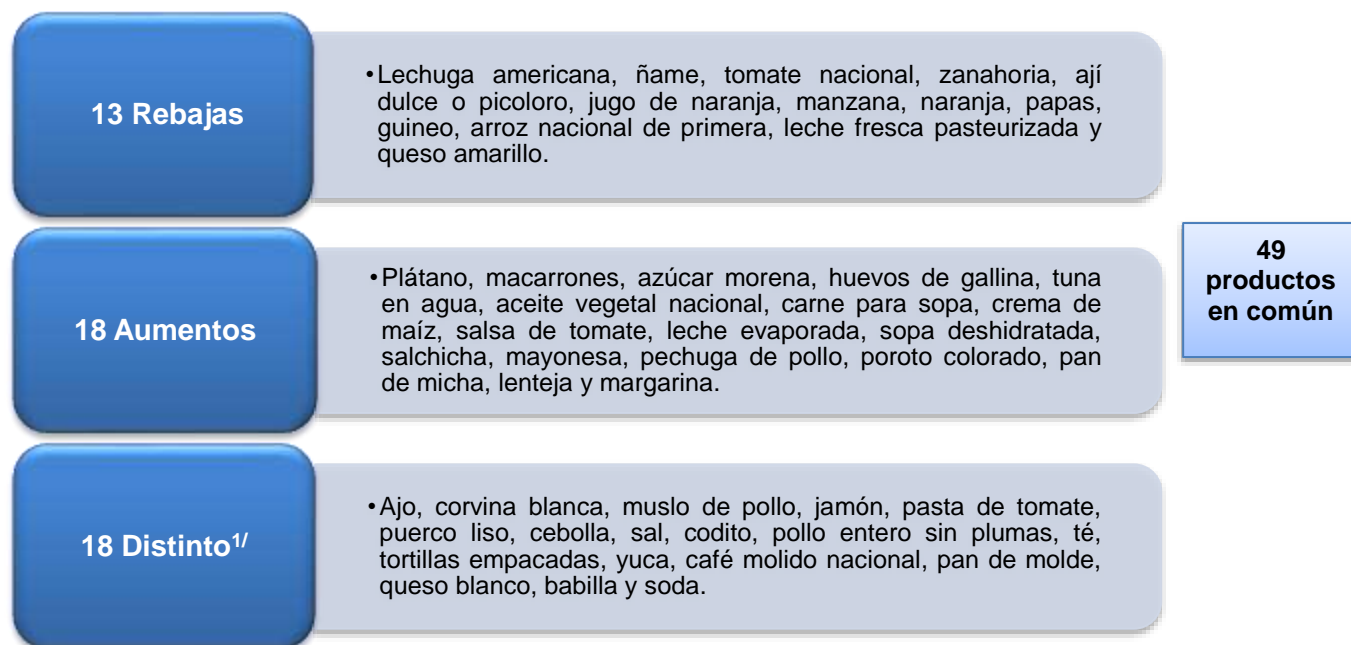 13 Rebajas
•Lechuga americana, ñame, tomate nacional, zanahoria, ají
dulce o picoloro, jugo de naranja, manzana, naranja, papas,
guineo, arroz nacional de primera, leche fresca pasteurizada y
queso amarillo.
18 Aumentos
•Plátano, macarrones, azúcar morena, huevos de gallina, tuna
en agua, aceite vegetal nacional, carne para sopa, crema de
maíz, salsa de tomate, leche evaporada, sopa deshidratada,
salchicha, mayonesa, pechuga de pollo, poroto colorado, pan
de micha, lenteja y margarina.
49
productos
en común
18 Distinto1/
•Ajo, corvina blanca, muslo de pollo, jamón, pasta de tomate,
puerco liso, cebolla, sal, codito, pollo entero sin plumas, té,
tortillas empacadas, yuca, café molido nacional, pan de molde,
queso blanco, babilla y soda.